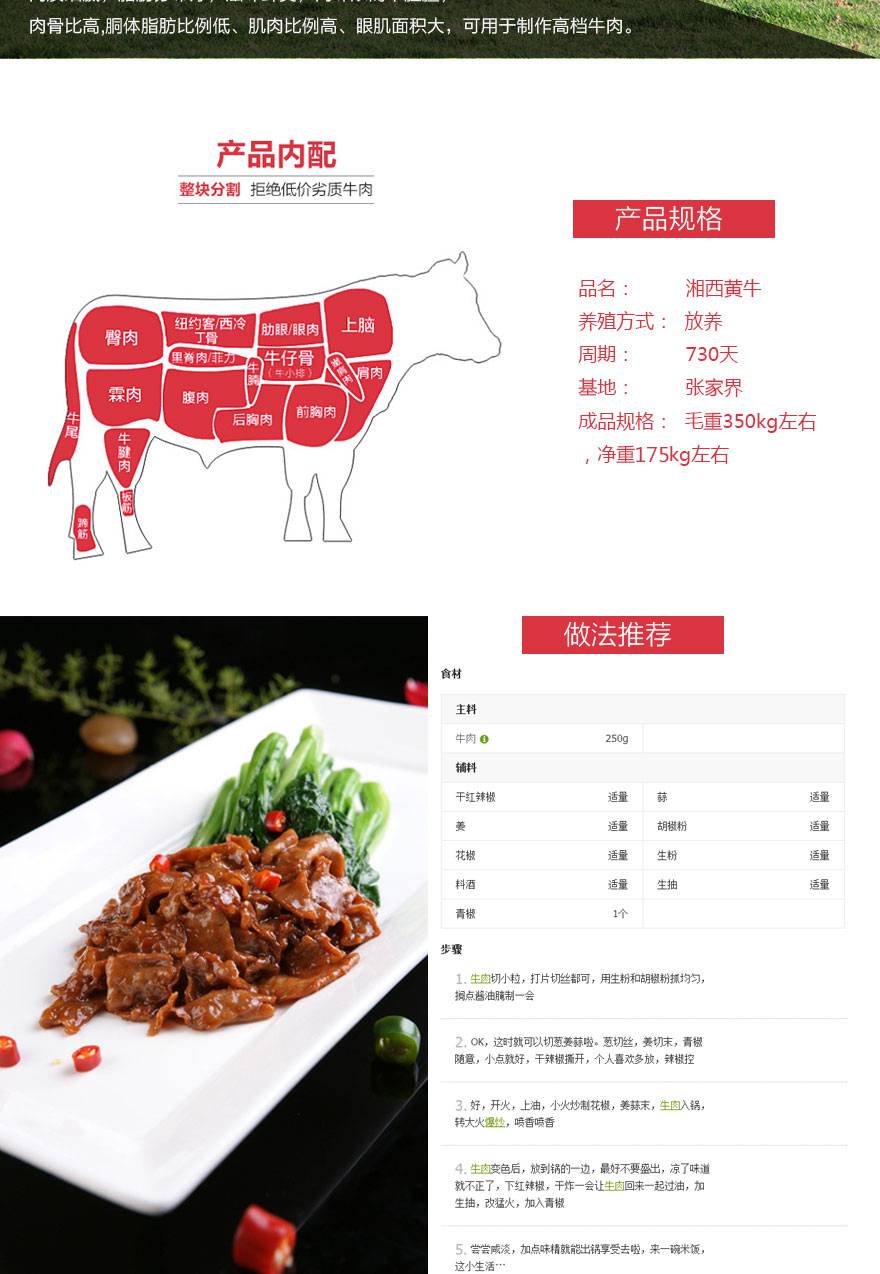 肉骨比高,胴体脂肪比例低、肌肉比例高、眼肌面积大，可用于制作高档牛肉。
产品内配
整块分割 拒绝低价劣质牛肉
臀肉
纽约客/西冷
丁骨
肋眼/眼肉
上脑
里脊肉/菲力
牛腩
牛仔骨
（牛小排）
嫩肩肉
肩肉
霖肉
腹肉
后胸肉
前胸肉
牛尾
牛腱肉
板筋
蹄筋
产品规格
品名： 湘西黄牛
养殖方式： 放养
周期： 730天
基地： 张家界
成品规格： 毛重350kg左右
，净重175kg左右
做法推荐
食材
主料
牛肉 250g
辅料
干红辣椒 适量 蒜 适量
姜 适量 胡椒粉 适量
花椒 适量 生粉 适量
料酒 适量 生抽 适量
青椒 1个
步骤
1. 牛肉切小粒，打片切丝都可，用生粉和胡椒粉抓均匀，
搁点酱油腌制一会
2. OK，这时就可以切葱姜蒜啦。葱切丝，姜切末，青椒
随意，小点就好，干辣椒撕开，个人喜欢多放，辣椒控
3. 好，开火，上油，小火炒制花椒，姜蒜末，牛肉入锅，
转大火爆炒，喷香喷香
4. 牛肉变色后，放到锅的一边，最好不要盛出，凉了味道
就不正了，下红辣椒，干炸一会让牛肉回来一起过油，加
生抽，改猛火，加入青椒
5. 尝尝咸淡，加点味精就能出锅享受去啦，来一碗米饭，
这小生活…